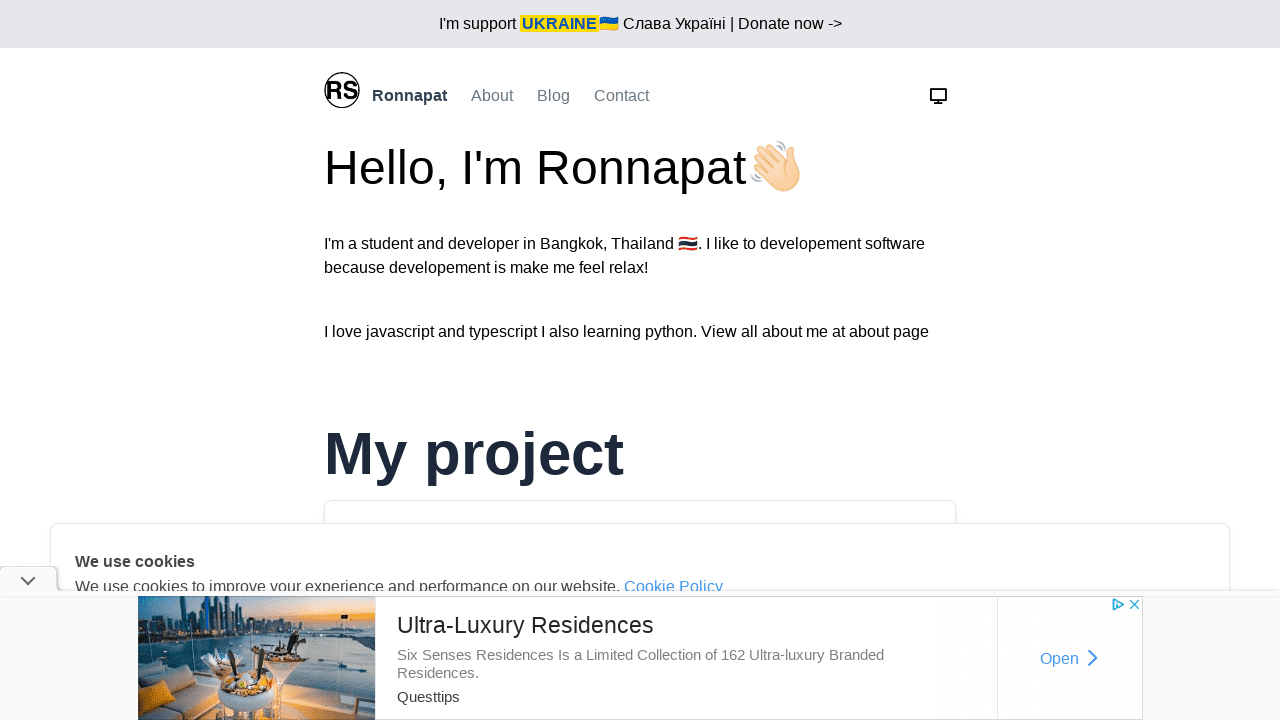 I'm support UKRAINE🇺🇦 Слава Україні | Donate now ->
RS Ronnapat About Blog Contact
Hello, I'm Ronnapat👋🏻
I'm a student and developer in Bangkok, Thailand 🇹🇭. I like to developement software
because developement is make me feel relax!
I love javascript and typescript I also learning python. View all about me at about page
My project
We use cookies
We use cookies to improve your experience and performance on our website. Cookie Policy
Ultra-Luxury Residences
Six Senses Residences Is a Limited Collection of 162 Ultra-luxury Branded
Residences.
Questtips
Open